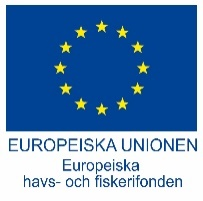 EUROPEISKA UNIONEN
Europeiska
havs- och fiskerifonden